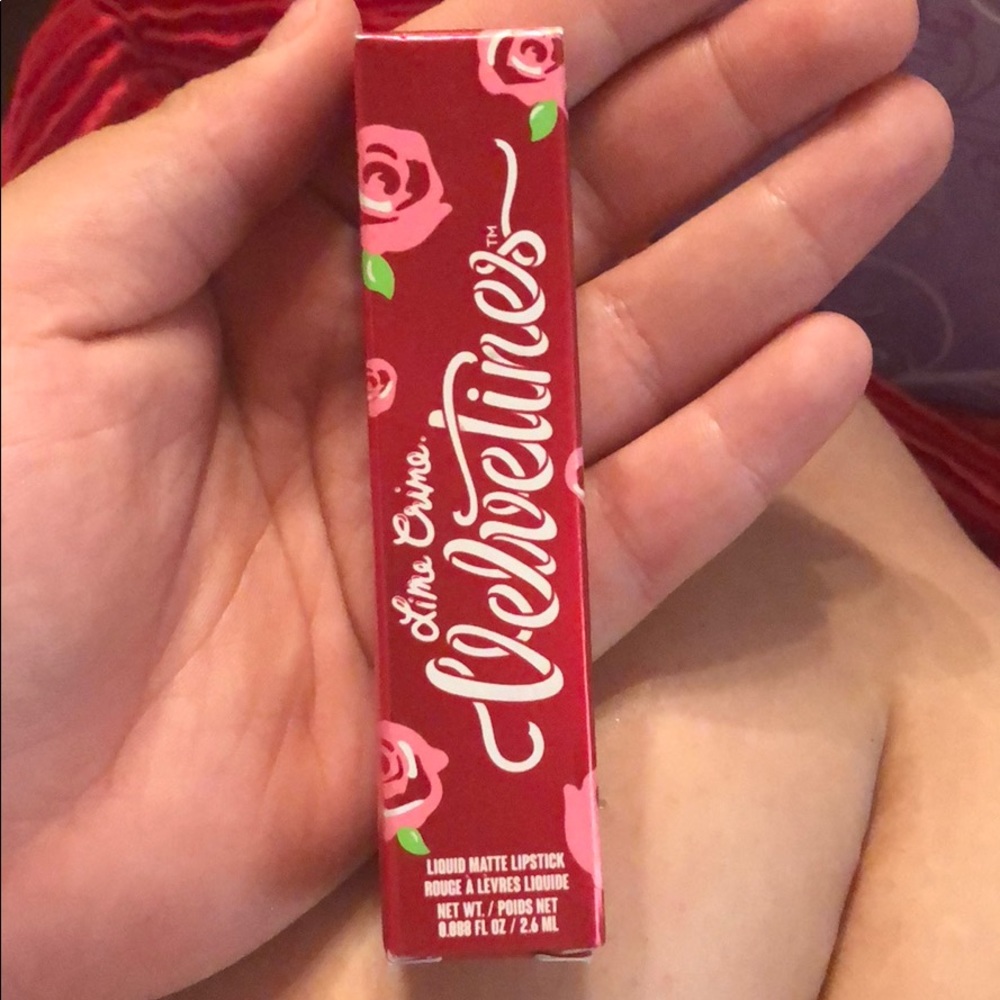 Lime Crime.
Velvetines™
LIQUID MATTE LIPSTICK
ROUGE À LÈVRES LIQUIDE
NET WT. / POIDS NET
0.088 FL OZ / 2.6 ML